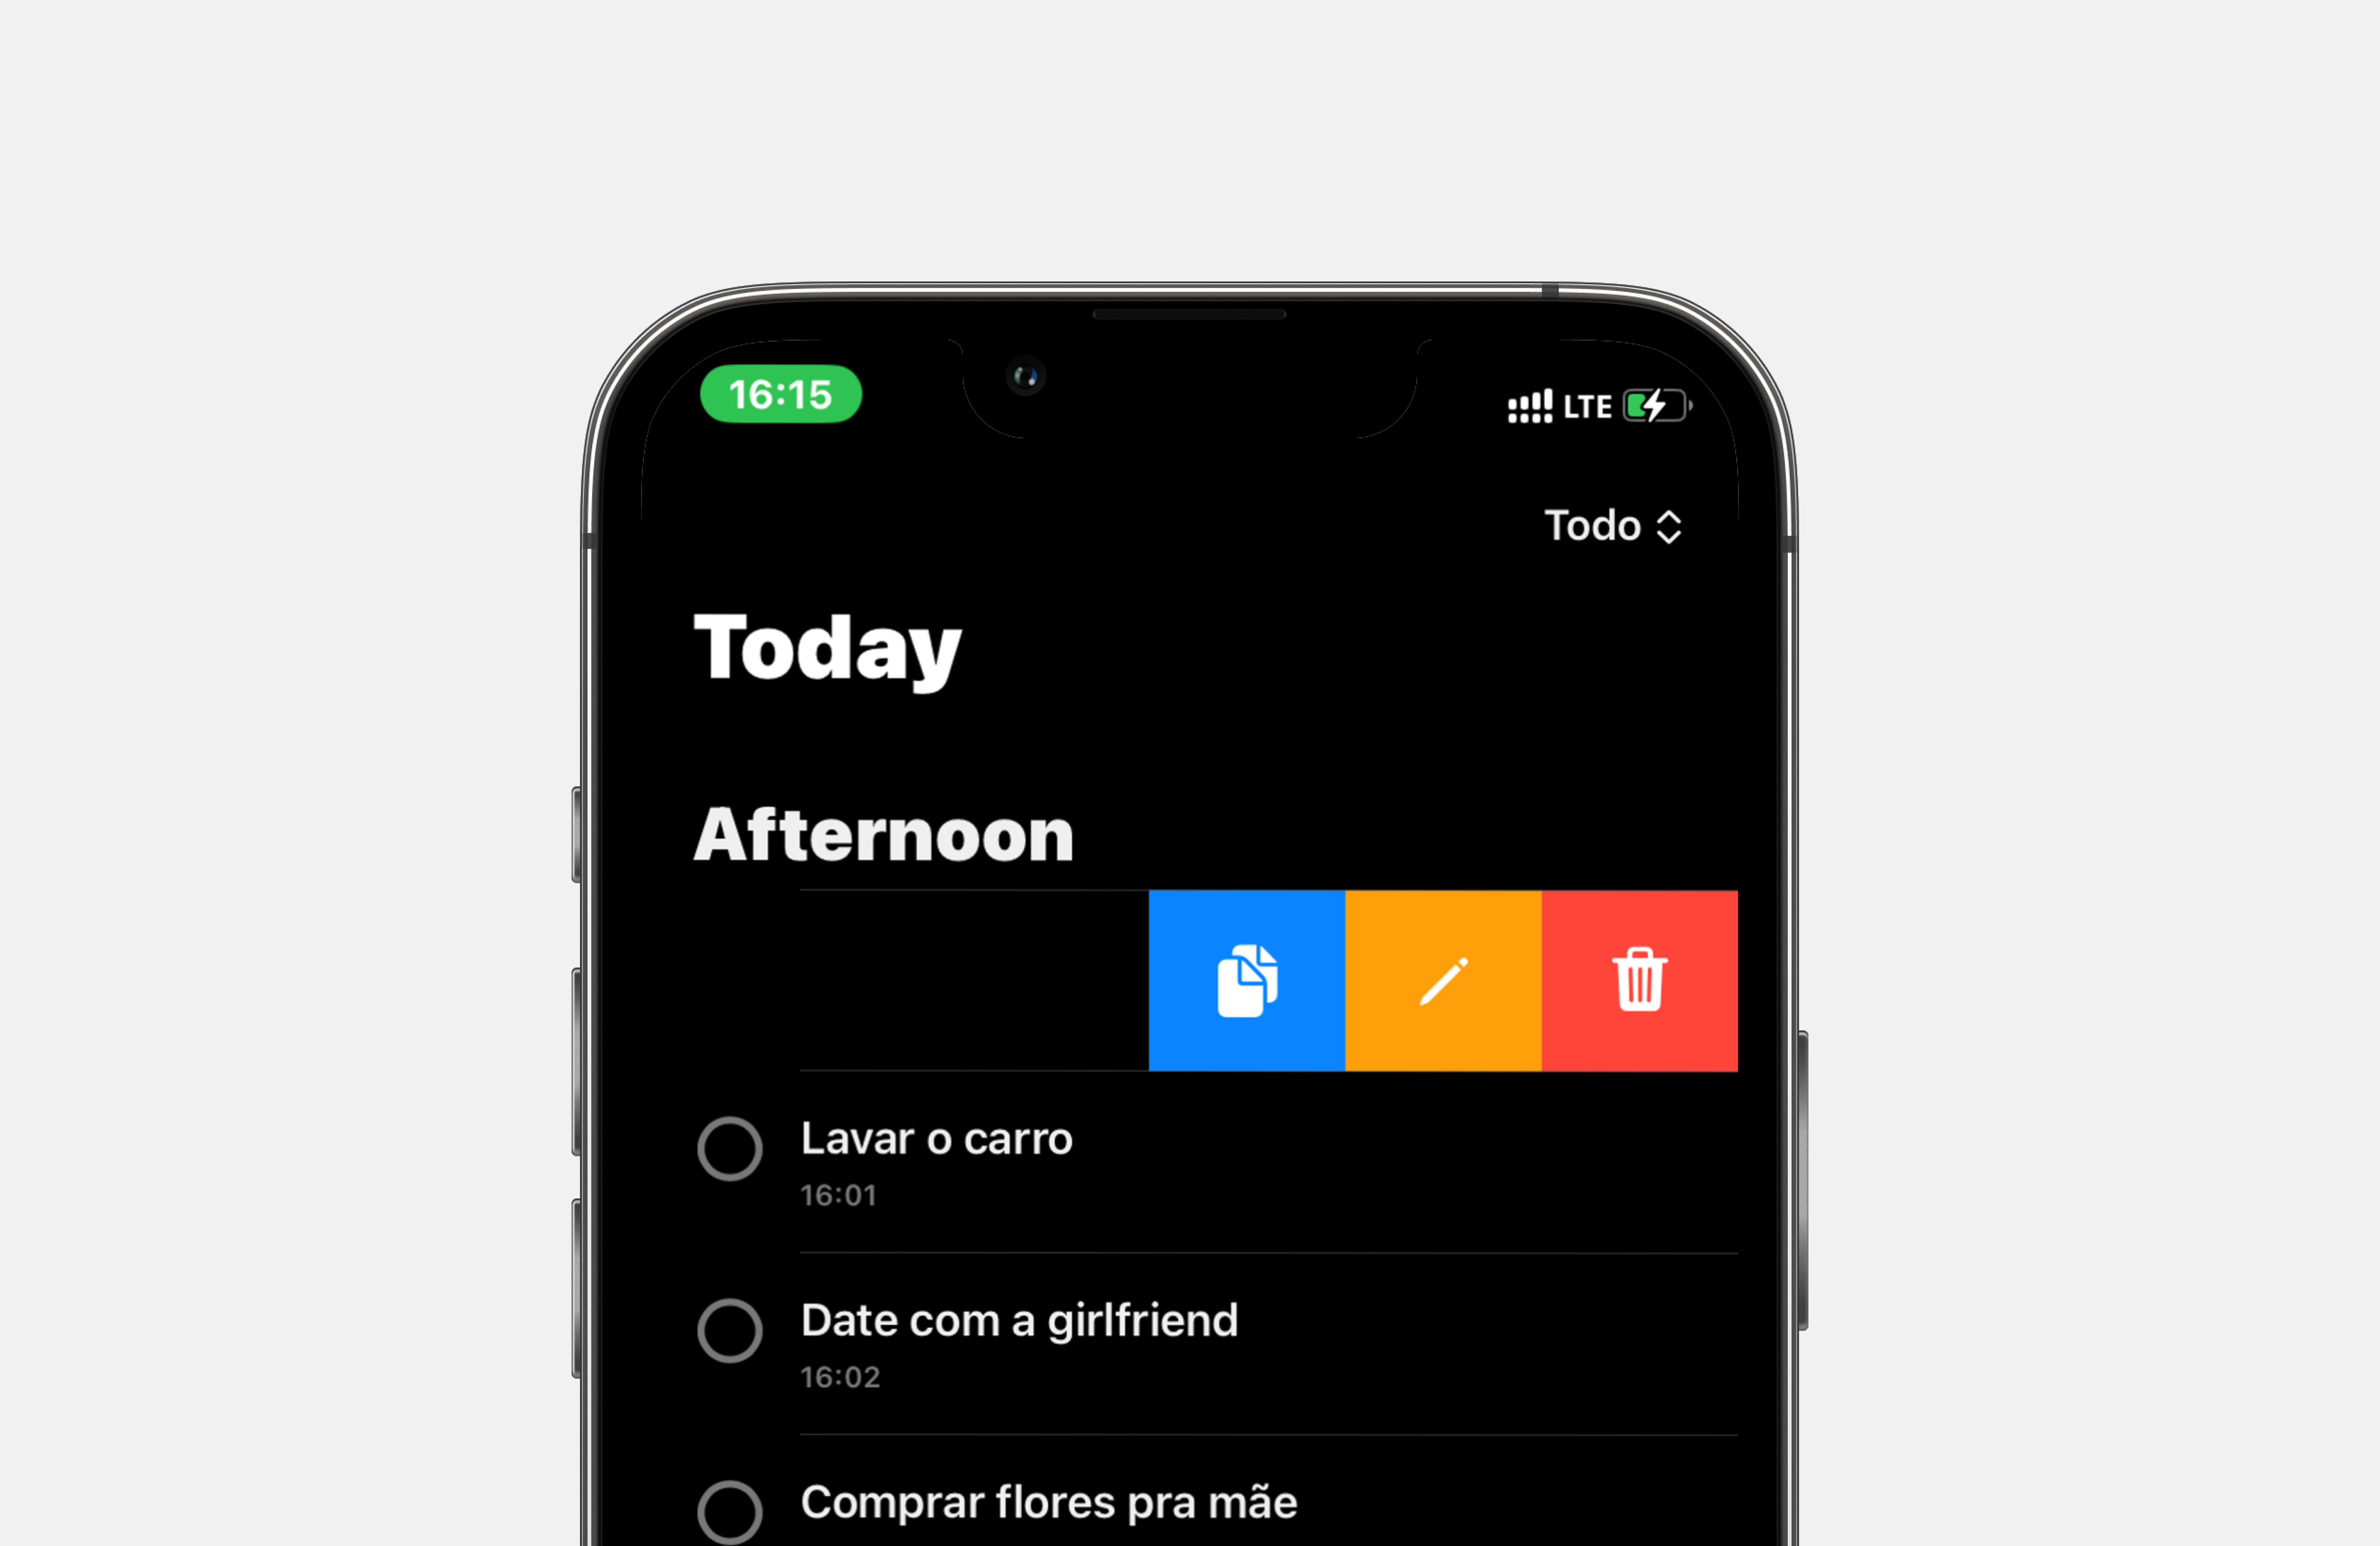 16:15
LTE
Todo
Today
Afternoon
Lavar o carro
16:01
Date com a girlfriend
16:02
Comprar flores pra mãe